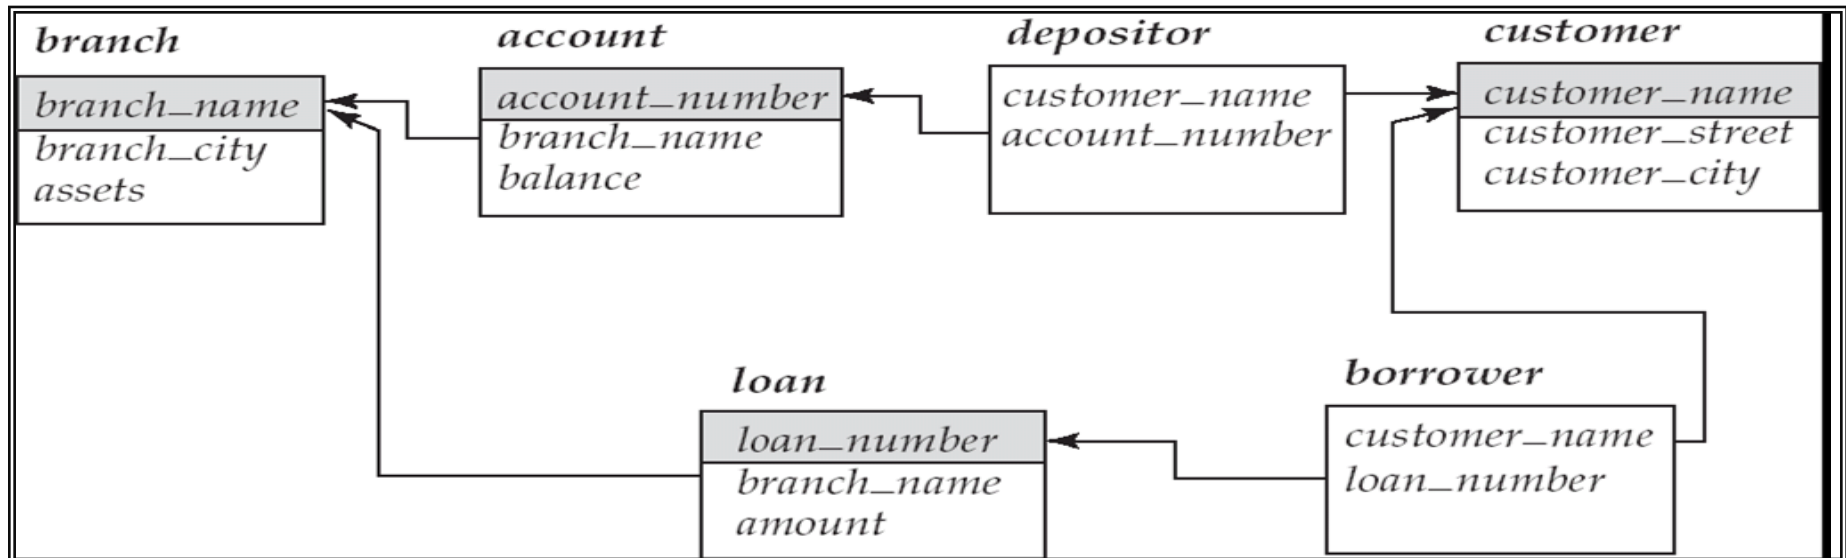 branch
branch_name
branch_city
assets
account
account_number
branch_name
balance
depositor
customer_name
account_number
customer
customer_name
customer_street
customer_city
loan
loan_number
branch_name
amount
borrower
customer_name
loan_number